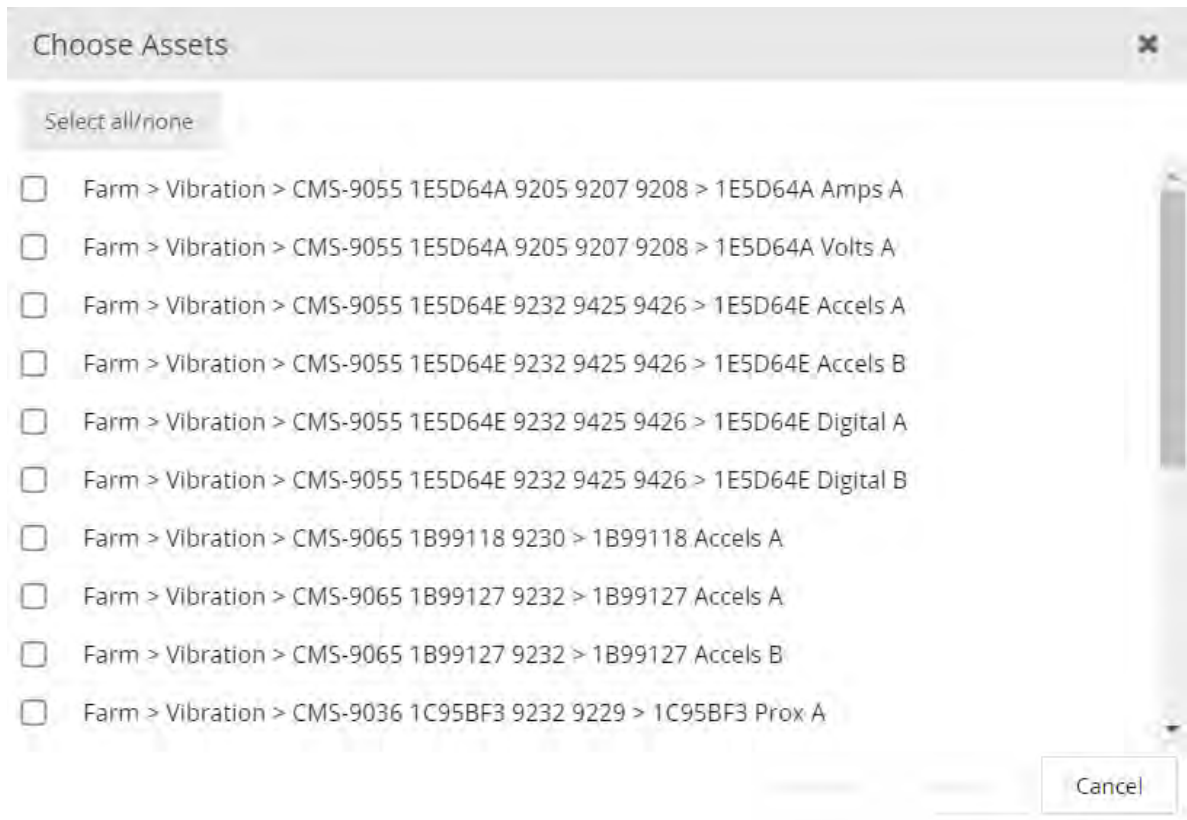 Choose Assets
Select all/none
Farm > Vibration > CMS-9055 1E5D64A 9205 9207 9208 > 1E5D64A Amps A
Farm > Vibration > CMS-9055 1E5D64A 9205 9207 9208 > 1E5D64A Volts A
Farm > Vibration > CMS-9055 1E5D64E 9232 9425 9426 > 1E5D64E Accels A
Farm > Vibration > CMS-9055 1E5D64E 9232 9425 9426 > 1E5D64E Accels B
Farm > Vibration > CMS-9055 1E5D64E 9232 9425 9426 > 1E5D64E Digital A
Farm > Vibration > CMS-9055 1E5D64E 9232 9425 9426 > 1E5D64E Digital B
Farm > Vibration > CMS-9065 1B99118 9230 > 1B99118 Accels A
Farm > Vibration > CMS-9065 1B99127 9232 > 1B99127 Accels A
Farm > Vibration > CMS-9065 1B99127 9232 > 1B99127 Accels B
Farm > Vibration > CMS-9036 1C95BF3 9232 9229 > 1C95BF3 Prox A
Cancel